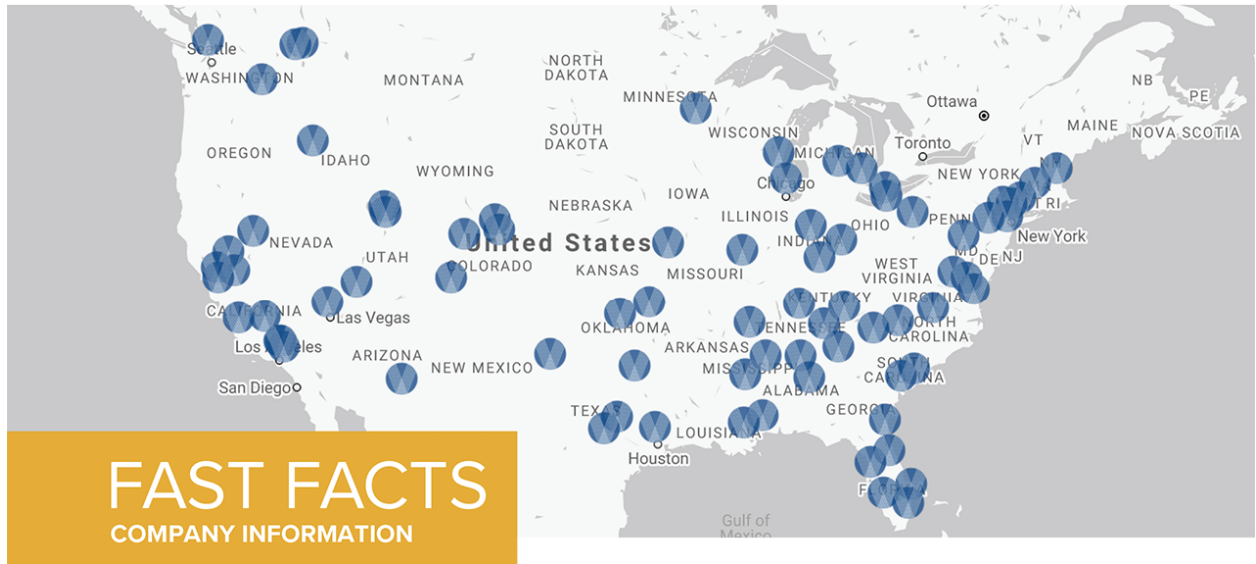 Seattle
WASHINGTON
MONTANA
NORTH
DAKOTA
MINNESOTA
Ottawa
NB
PE
MAINE
NOVA SCOTIA
VT
OREGON
IDAHO
SOUTH
DAKOTA
WISCONSIN
MICHIGAN
Toronto
WYOMING
Chicago
NEW YORK
IOWA
NEBRASKA
ILLINOIS
OHIO
PENN
CT RI
New York
NEVADA
United States
INDIANA
MD
DE
NJ
UTAH
COLORADO
KANSAS
MISSOURI
WEST
VIRGINIA
CALIFORNIA
Las Vegas
KENTUCKY
VIRGINIA
OKLAHOMA
TENNESSEE
NORTH
CAROLINA
Los Angeles
ARIZONA
NEW MEXICO
ARKANSAS
MISSISSIPPI
SOUTH
CAROLINA
San Diego
ALABAMA
TEXAS
GEORGIA
LOUISIANA
Houston
FLORIDA
Gulf of
Mexico
FAST FACTS
COMPANY INFORMATION